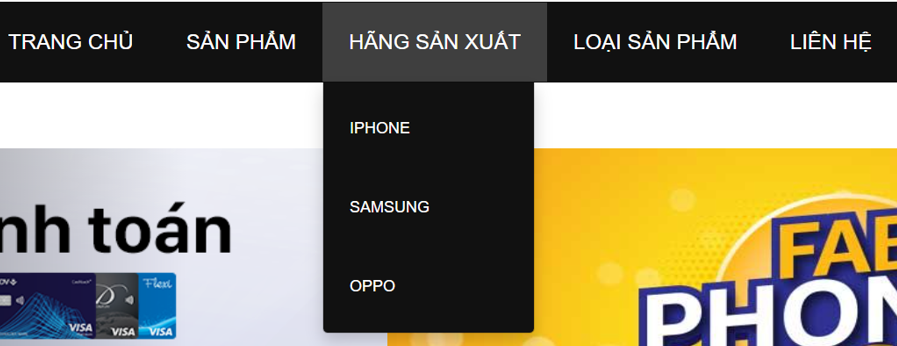 TRANG CHỦ
SẢN PHẨM
HÃNG SẢN XUẤT
LOẠI SẢN PHẨM
LIÊN HỆ
IPHONE
SAMSUNG
OPPO
nh toán
Flexi
VISA
VISA
VISA
FAB
PHON